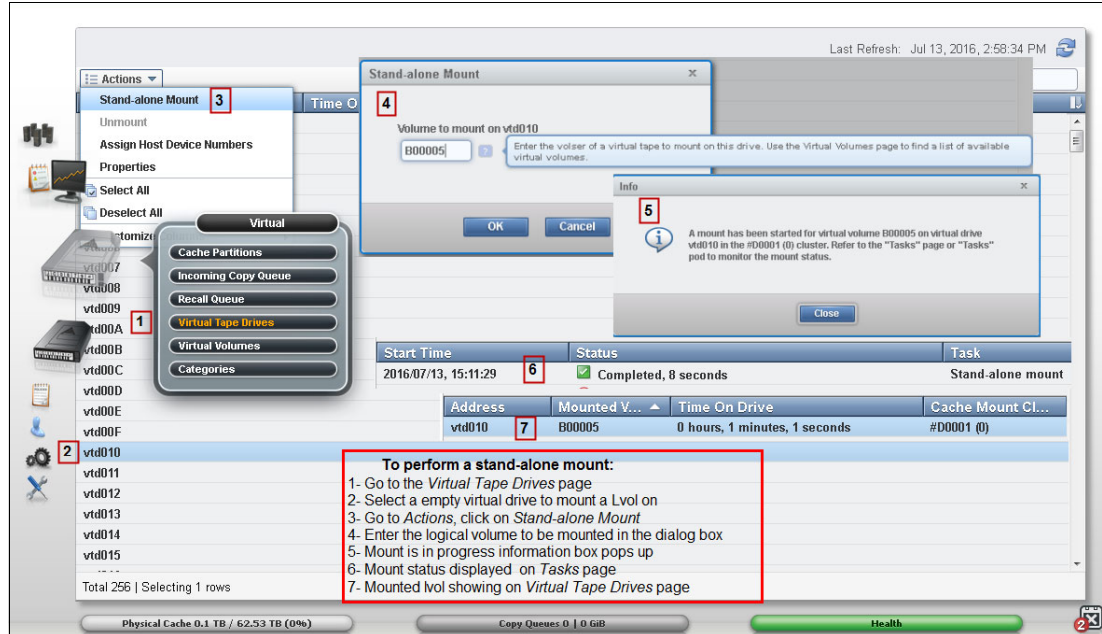 Last Refresh: Jul 13, 2016, 2:58:34 PM
Actions
Stand-alone Mount
3
Unmount
Assign Host Device Numbers
Properties
Select All
Deselect All
Time O
Stand-alone Mount
x
4
Volume to mount on vtd010
B00005
?
Enter the volser of a virtual tape to mount on this drive. Use the Virtual Volumes page to find a list of available
virtual volumes.
OK
Cancel
Info
x
5
A mount has been started for virtual volume B00005 on virtual drive
vtd010 in the #D0001 (0) cluster. Refer to the "Tasks" page or "Tasks"
pod to monitor the mount status.
Close
Virtual
Cache Partitions
Incoming Copy Queue
Recall Queue
1
Virtual Tape Drives
Virtual Volumes
Categories
vtd007
vtd008
vtd009
vtd00A
vtd00B
vtd00C
vtd00D
vtd00E
vtd00F
2
vtd010
vtd011
vtd012
vtd013
vtd014
vtd015
Start Time
Status
Task
2016/07/13, 15:11:29
6
Completed, 8 seconds
Stand-alone mount
Address
Mounted V...
Time On Drive
Cache Mount Cl...
vtd010
7
B00005
0 hours, 1 minutes, 1 seconds
#D0001 (0)
To perform a stand-alone mount:
1- Go to the Virtual Tape Drives page
2- Select a empty virtual drive to mount a Lvol on
3- Go to Actions, click on Stand-alone Mount
4- Enter the logical volume to be mounted in the dialog box
5- Mount is in progress information box pops up
6- Mount status displayed on Tasks page
7- Mounted lvol showing on Virtual Tape Drives page
Total 256 | Selecting 1 rows
Physical Cache 0.1 TB / 62.53 TB (0%)
Copy Queues 0 | 0 GiB
Health
2